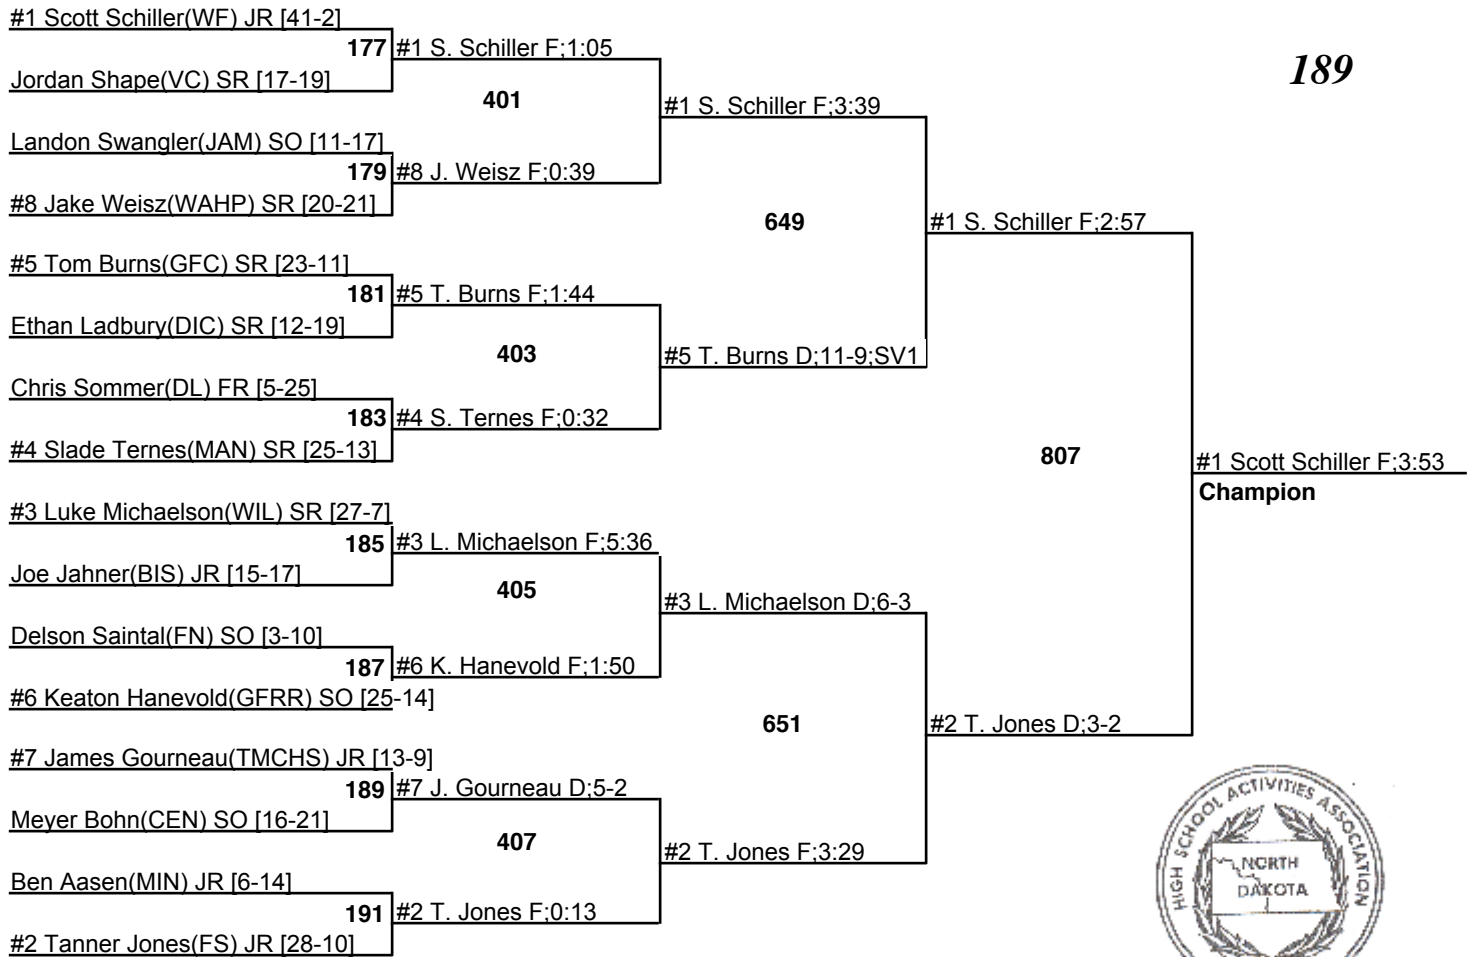 #1 Scott Schiller(WF) JR [41-2]
177 #1 S. Schiller F;1:05
189
Jordan Shape(VC) SR [17-19]
401
#1 S. Schiller F;3:39
Landon Swangler(JAM) SO [11-17]
179 #8 J. Weisz F;0:39
#8 Jake Weisz(WAHP) SR [20-21]
649
#1 S. Schiller F;2:57
#5 Tom Burns(GFC) SR [23-11]
181 #5 T. Burns F;1:44
Ethan Ladbury(DIC) SR [12-19]
403
#5 T. Burns D;11-9;SV1
Chris Sommer(DL) FR [5-25]
183 #4 S. Ternes F;0:32
#4 Slade Ternes(MAN) SR [25-13]
807
#1 Scott Schiller F;3:53
Champion
#3 Luke Michaelson(WIL) SR [27-7]
185 #3 L. Michaelson F;5:36
Joe Jahner(BIS) JR [15-17]
405
#3 L. Michaelson D;6-3
Delson Saintal(FN) SO [3-10]
187 #6 K. Hanevold F;1:50
#6 Keaton Hanevold(GFRR) SO [25-14]
651
#2 T. Jones D;3-2
#7 James Gourneau(TMCHS) JR [13-9]
189 #7 J. Gourneau D;5-2
Meyer Bohn(CEN) SO [16-21]
407
#2 T. Jones F;3:29
Ben Aasen(MIN) JR [6-14]
191 #2 T. Jones F;0:13
#2 Tanner Jones(FS) JR [28-10]
HIGH SCHOOL ACTIVITIES ASSOCIATION
NORTH
DAKOTA